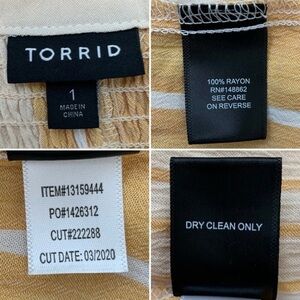 TORRID
1
MADE IN
CHINA
100% RAYON
RN#148862
SEE CARE
ON REVERSE
ITEM#13159444
PO#1426312
CUT#222288
CUT DATE: 03/2020
DRY CLEAN ONLY